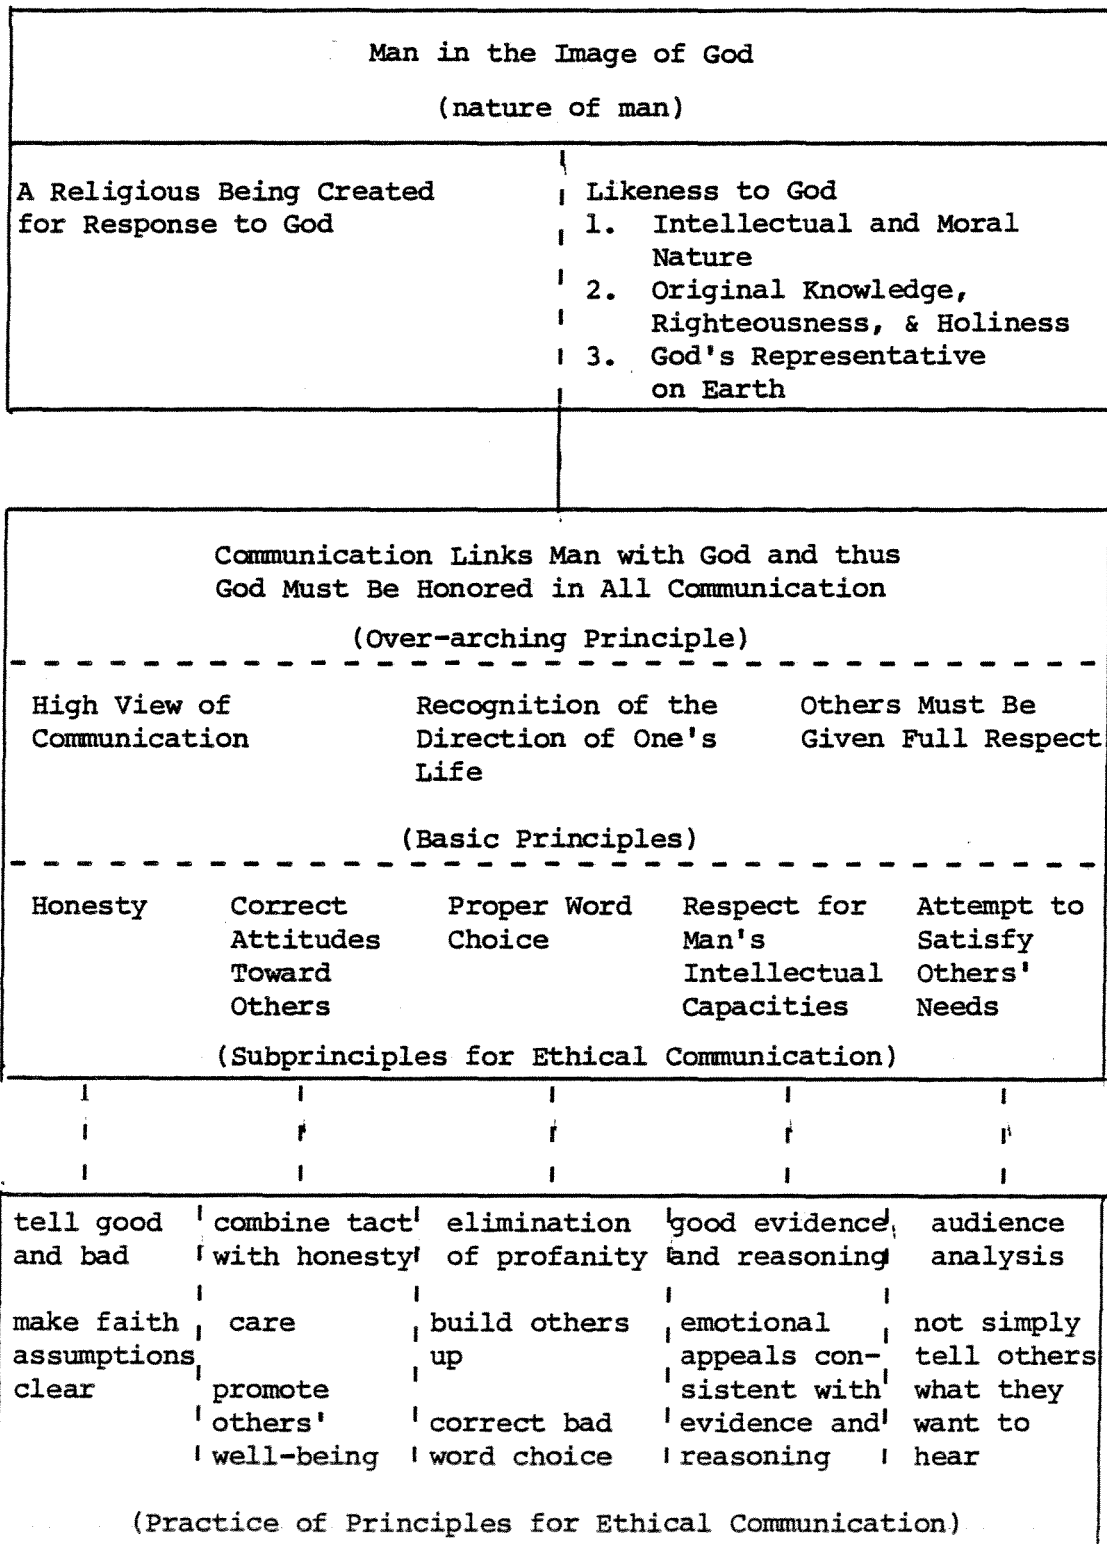 Man in the Image of God
(nature of man)
A Religious Being Created
for Response to God
Likeness to God
1. Intellectual and Moral
Nature
2. Original Knowledge,
Righteousness, & Holiness
3. God's Representative
on Earth
Communication Links Man with God and thus
God Must Be Honored in All Communication
(Over-arching Principle)
High View of
Communication
Recognition of the
Direction of One's
Life
Others Must Be
Given Full Respect
(Basic Principles)
Honesty
Correct
Attitudes
Toward
Others
Proper Word
Choice
Respect for
Man's
Intellectual
Capacities
Attempt to
Satisfy
Others'
Needs
(Subprinciples for Ethical Communication)
tell good
and bad
make faith
assumptions
clear
combine tact
with honesty
care
promote
others'
well-being
elimination
of profanity
build others
up
correct bad
word choice
good evidence
and reasoning
emotional
appeals con-
sistent with
evidence and
reasoning
audience
analysis
not simply
tell others
what they
want to
hear
(Practice of Principles for Ethical Communication)